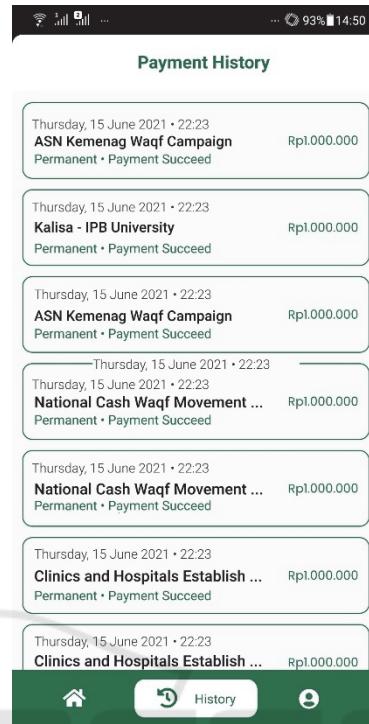 93% 14:50
Payment History
Thursday, 15 June 2021 • 22:23
ASN Kemenag Waqf Campaign
Rp1.000.000
Permanent • Payment Succeed
Thursday, 15 June 2021 • 22:23
Kalisa - IPB University
Rp1.000.000
Permanent • Payment Succeed
Thursday, 15 June 2021 • 22:23
ASN Kemenag Waqf Campaign
Rp1.000.000
Permanent • Payment Succeed
Thursday, 15 June 2021 • 22:23
Thursday, 15 June 2021 • 22:23
National Cash Waqf Movement ...
Rp1.000.000
Permanent • Payment Succeed
Thursday, 15 June 2021 • 22:23
National Cash Waqf Movement ...
Rp1.000.000
Permanent • Payment Succeed
Thursday, 15 June 2021 • 22:23
Clinics and Hospitals Establish ...
Rp1.000.000
Permanent • Payment Succeed
Thursday, 15 June 2021 • 22:23
Clinics and Hospitals Establish ...
Rp1.000.000
History